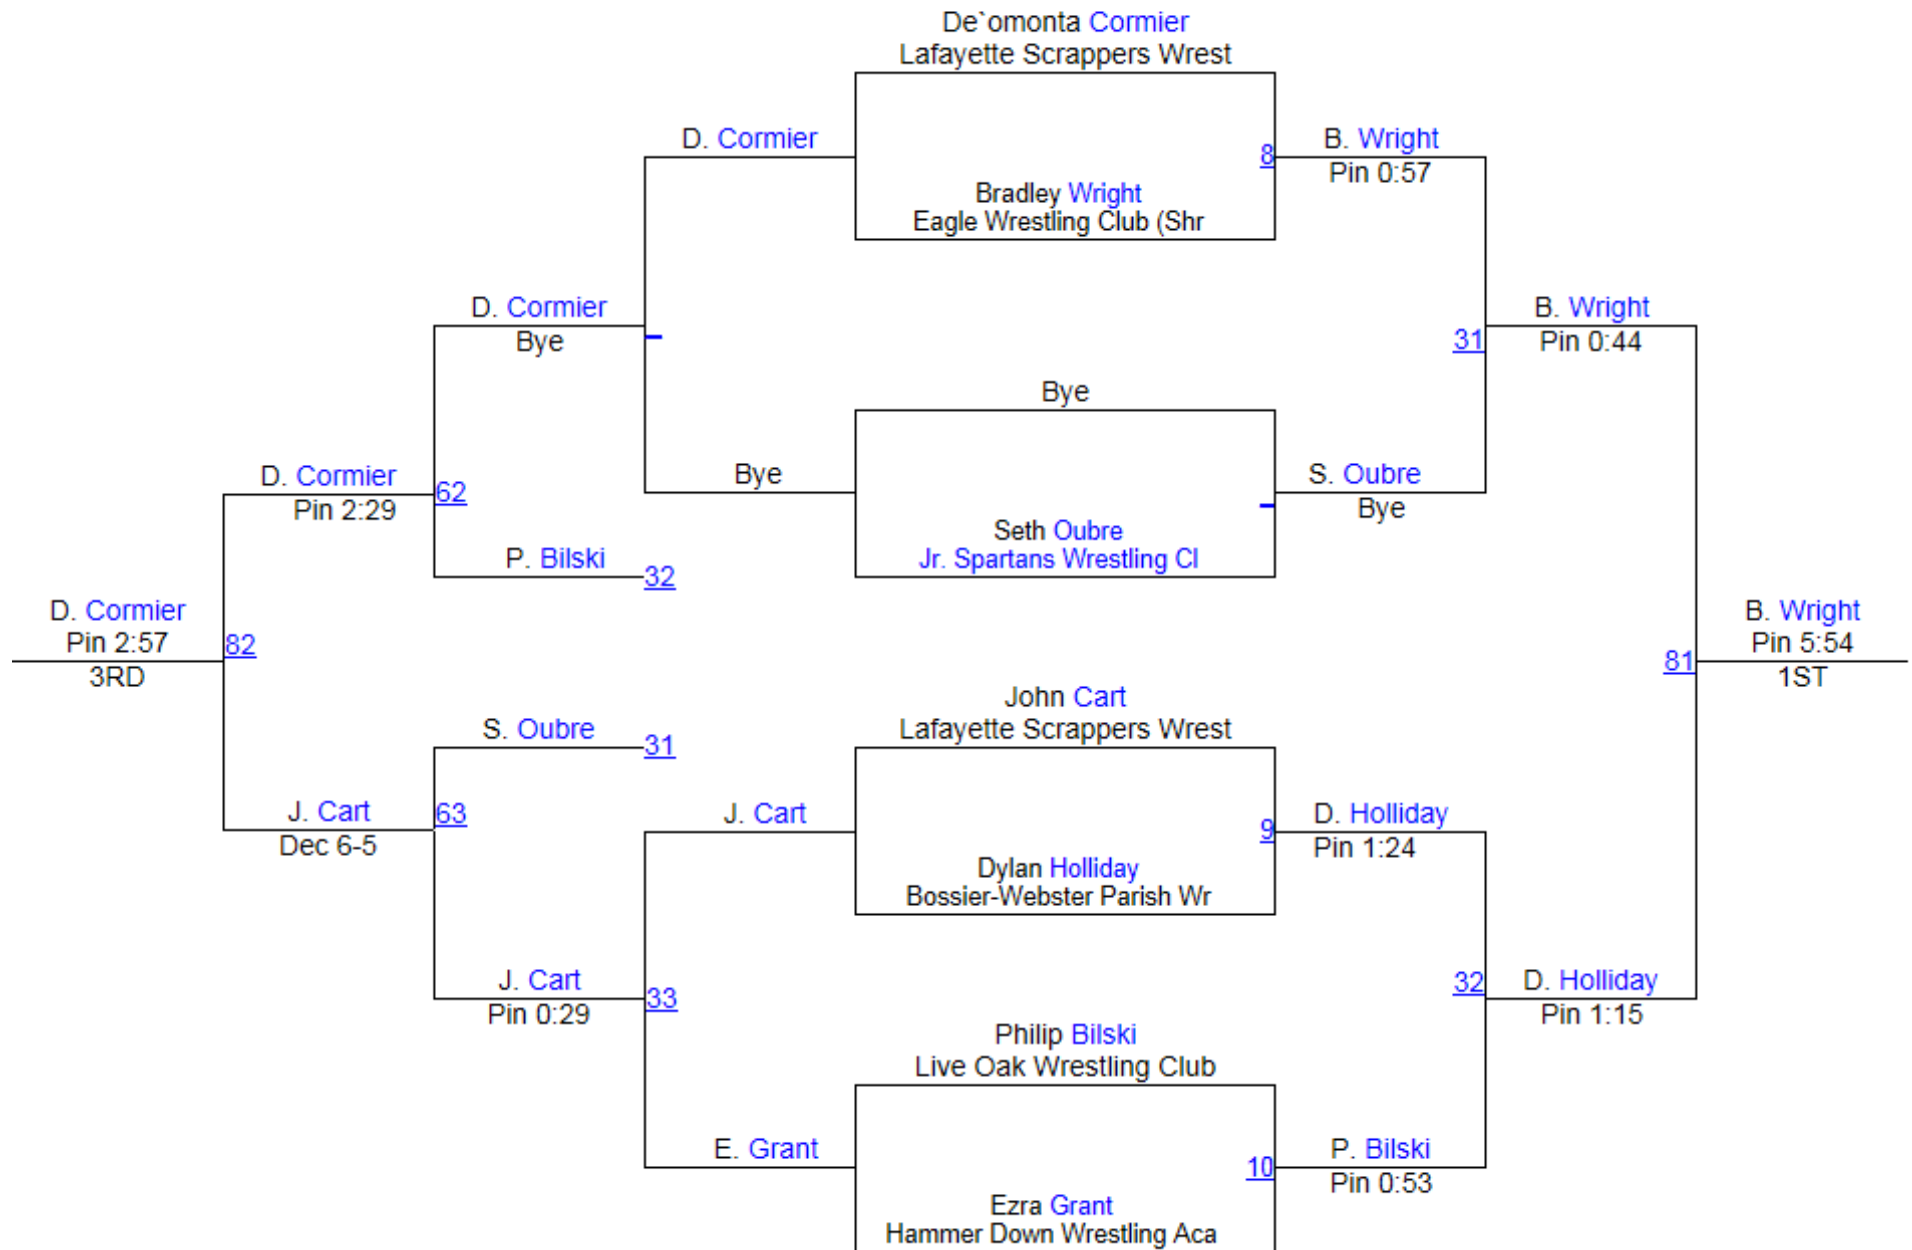 De`omonta Cormier
Lafayette Scrappers Wrest
D. Cormier
8
B. Wright
Pin 0:57
Bradley Wright
Eagle Wrestling Club (Shr
D. Cormier
Bye
-
31
B. Wright
Pin 0:44
Bye
D. Cormier
Pin 2:29
62
Bye
-
S. Oubre
Bye
Seth Oubre
Jr. Spartans Wrestling Cl
P. Bilski
32
D. Cormier
Pin 2:57
3RD
82
81
B. Wright
Pin 5:54
1ST
John Cart
Lafayette Scrappers Wrest
S. Oubre
31
J. Cart
Dec 6-5
63
J. Cart
9
D. Holliday
Pin 1:24
Dylan Holliday
Bossier-Webster Parish Wr
J. Cart
Pin 0:29
33
32
D. Holliday
Pin 1:15
Philip Bilski
Live Oak Wrestling Club
E. Grant
10
P. Bilski
Pin 0:53
Ezra Grant
Hammer Down Wrestling Aca